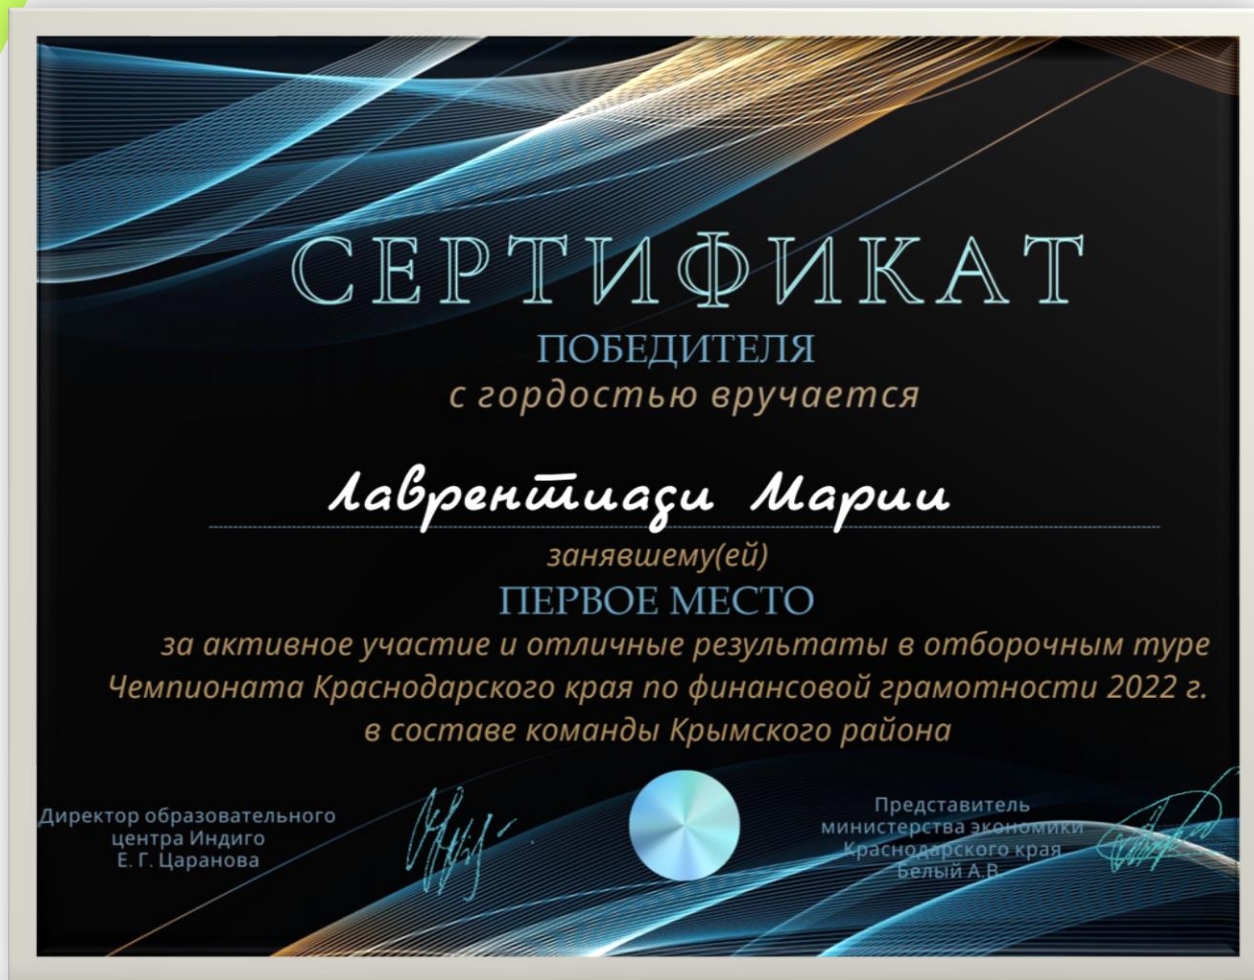 СЕРТИФИКАТ
ПОБЕДИТЕЛЯ
с гордостью вручается
Лаврентиади Марии
занявшему(ей)
ПЕРВОЕ МЕСТО
за активное участие и отличные результаты в отборочным туре
Чемпионата Краснодарского края по финансовой грамотности 2022 г.
в составе команды Крымского района
Директор образовательного
центра Индиго
Е. Г. Царанова
Представитель
министерства экономики
Краснодарского края
Белый А.В.